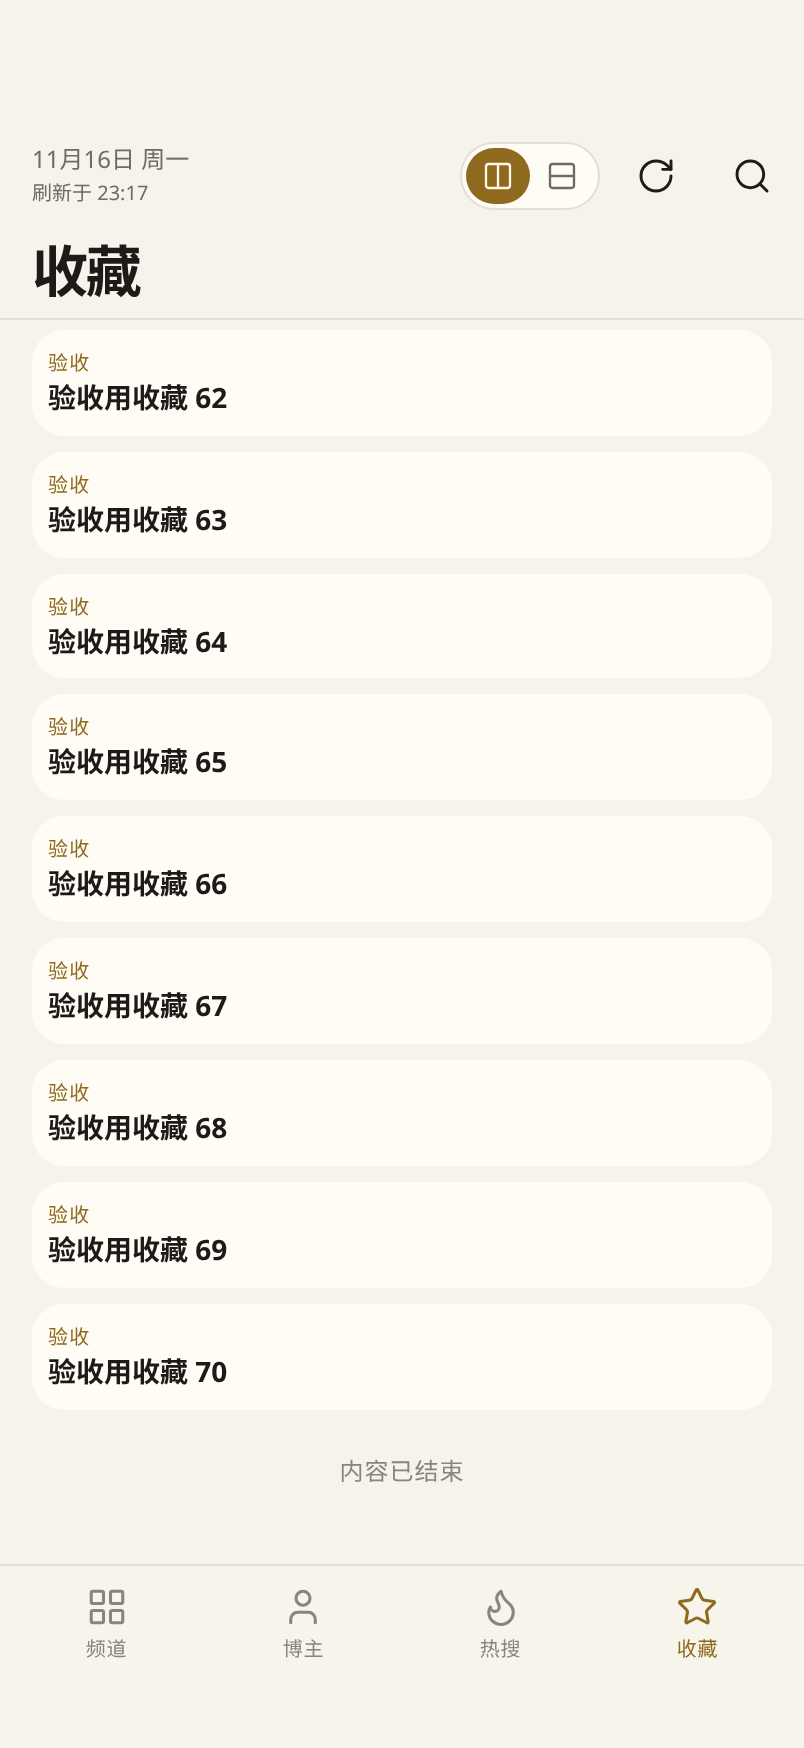 11月16日 周一
刷新于 23:17
收藏
验收
验收用收藏 62
验收
验收用收藏 63
验收
验收用收藏 64
验收
验收用收藏 65
验收
验收用收藏 66
验收
验收用收藏 67
验收
验收用收藏 68
验收
验收用收藏 69
验收
验收用收藏 70
内容已结束
频道
博主
热搜
收藏